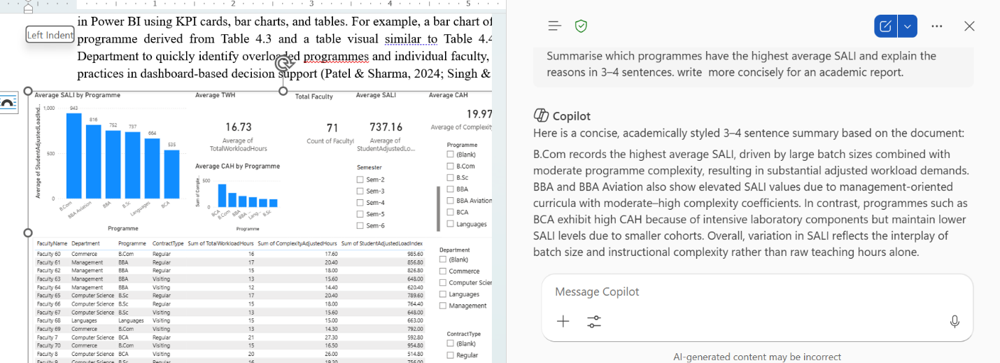 1 2 3 4 5
Left Indent
in Power BI using KPI cards, bar charts, and tables. For example, a bar chart of
programme derived from Table 4.3 and a table visual similar to Table 4.4
Department to quickly identify overloaded programmes and individual faculty,
practices in dashboard-based decision support (Patel & Sharma, 2024; Singh &
Average SALI by Programme
Average of StudentAdjustedLoadInd...
1,000
500
0
943
816
752
737
664
535
B.Com
BBA Aviation
BBA
B.Sc
Languages
BCA
Programme
Average TWH
16.73
Average of
TotalWorkloadHours
Total Faculty
71
Count of FacultyI
Average SALI
737.16
Average of
StudentAdjustedLo...
Average CAH
19.97
Average of Complexit
Average CAH by Programme
Sum of Comple...
500
0
BCA
B.Com
BBA
BBA ...
Lang...
B.Sc
Programme
Semester
Sem-2
Sem-3
Sem-4
Sem-5
Sem-6
Programme
(Blank)
B.Com
B.Sc
BBA
BBA Aviation
BCA
Languages
FacultyName Department Programme ContractType Sum of TotalWorkloadHours Sum of ComplexityAdjustedHours Sum of StudentAdjustedLoadIndex
Faculty 60 Commerce B.Com Regular 16 17.60 985.60
Faculty 61 Management BBA Regular 17 20.40 856.80
Faculty 62 Management BBA Regular 15 18.00 826.80
Faculty 63 Management BBA Visiting 13 15.60 648.00
Faculty 64 Management BBA Visiting 12 14.40 620.40
Faculty 65 Computer Science B.Sc Regular 17 20.40 789.60
Faculty 66 Computer Science B.Sc Regular 15 18.00 764.40
Faculty 67 Computer Science B.Sc Visiting 13 15.60 648.00
Faculty 68 Languages Languages Visiting 15 15.00 663.00
Faculty 69 Commerce B.Com Visiting 13 14.30 792.00
Faculty 7 Computer Science BCA Regular 21 27.30 592.80
Faculty 70 Commerce B.Com Visiting 15 16.50 954.80
Faculty 8 Computer Science BCA Visiting 20 26.00 514.80
Faculty 9 Computer Science B.Sc Regular 16 19.20 756.00
Department
(Blank)
Commerce
Computer Scier
Languages
Management
ContractType
(Blank)
Regular
Summarise which programmes have the highest average SALI and explain the
reasons in 3–4 sentences. write more concisely for an academic report.
Copilot
Here is a concise, academically styled 3–4 sentence summary based on the document:
B.Com records the highest average SALI, driven by large batch sizes combined with
moderate programme complexity, resulting in substantial adjusted workload demands.
BBA and BBA Aviation also show elevated SALI values due to management-oriented
curricula with moderate–high complexity coefficients. In contrast, programmes such as
BCA exhibit high CAH because of intensive laboratory components but maintain lower
SALI levels due to smaller cohorts. Overall, variation in SALI reflects the interplay of
batch size and instructional complexity rather than raw teaching hours alone.
Message Copilot
AI-generated content may be incorrect